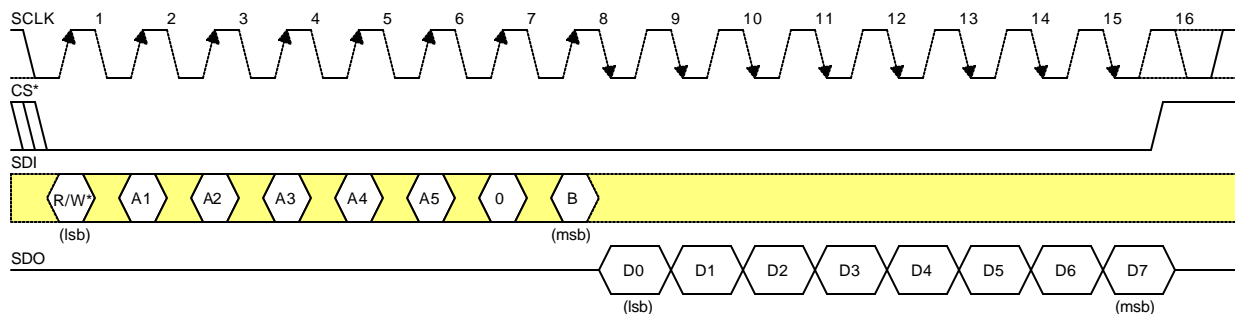 SCLK 1 2 3 4 5 6 7 8 9 10 11 12 13 14 15 16
CS*
SDI
R/W* A1 A2 A3 A4 A5 0 B
(lsb) (msb)
SDO
D0 D1 D2 D3 D4 D5 D6 D7
(lsb) (msb)